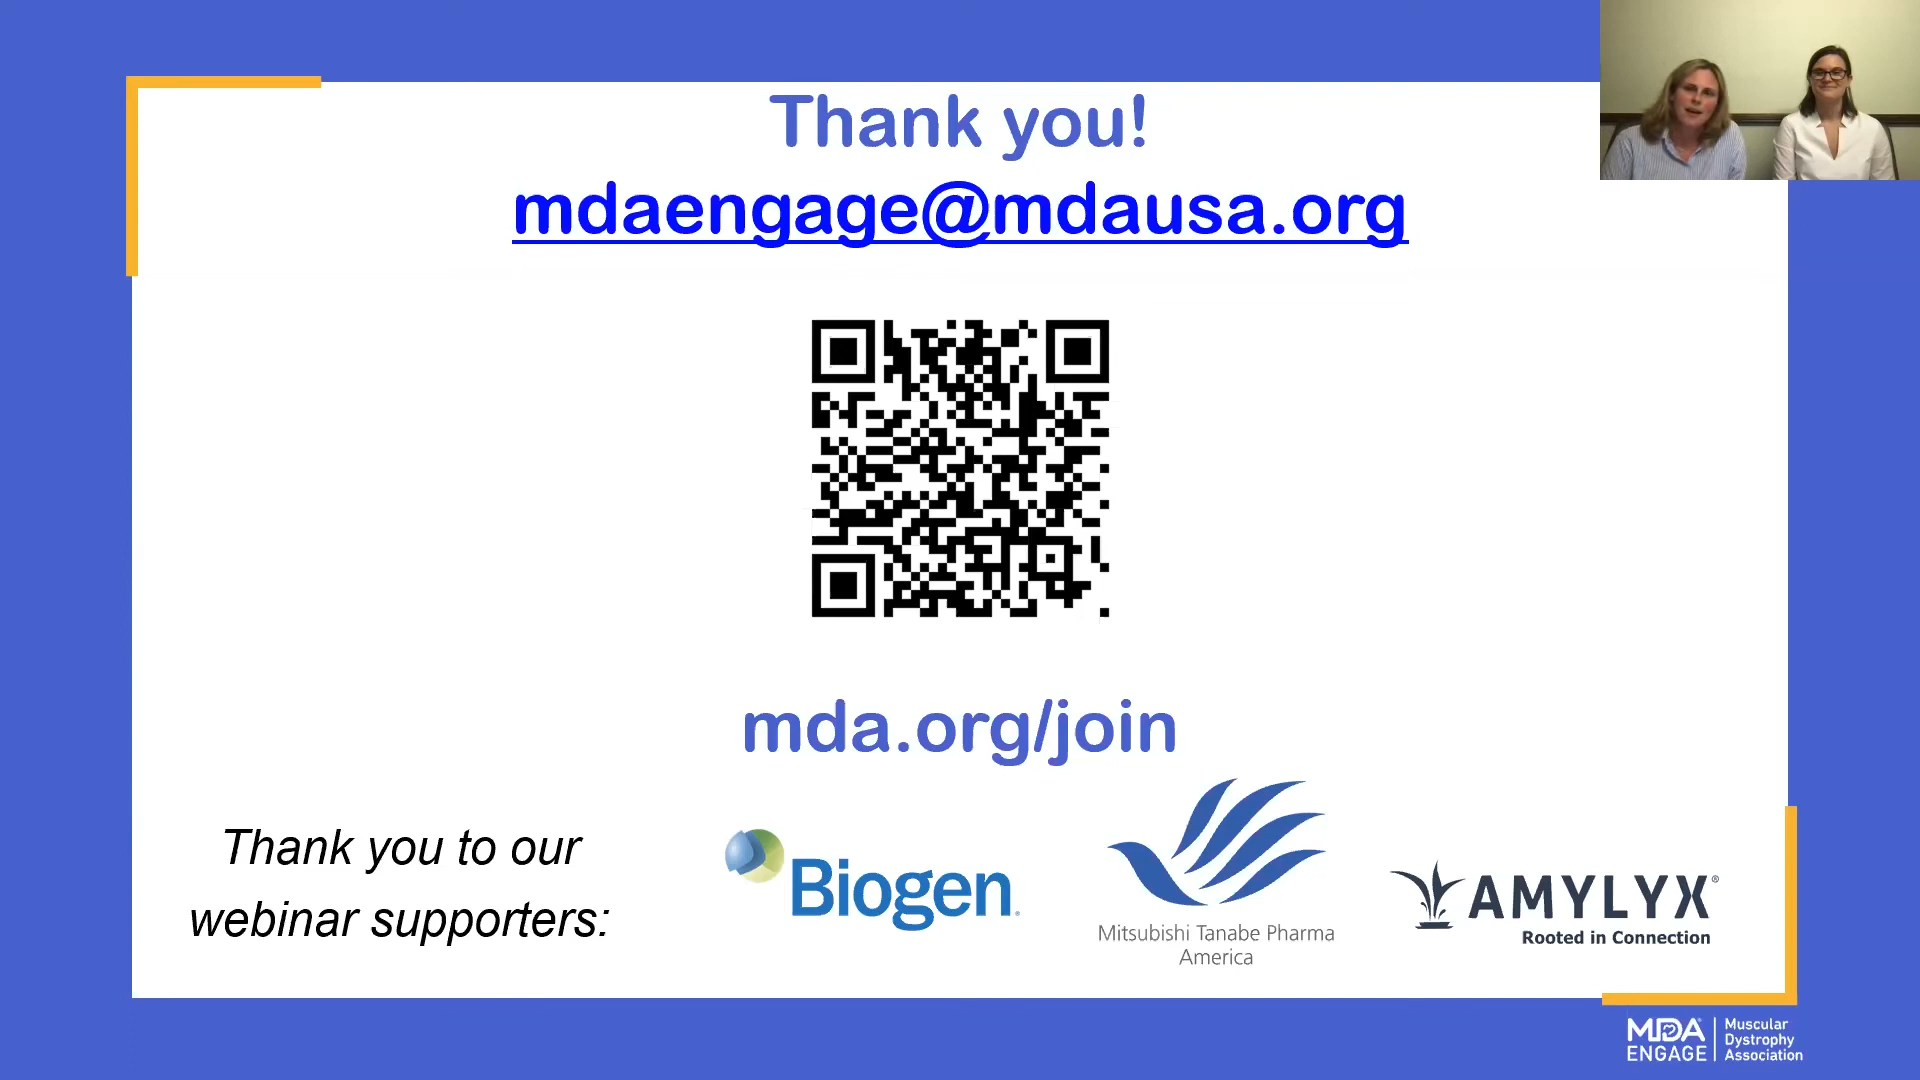 Thank you!
mdaengage@mdausa.org
mda.org/join
Thank you to our
webinar supporters:
Biogen.
Mitsubishi Tanabe Pharma
America
AMYLYX®
Rooted in Connection
MDA
ENGAGE
Muscular
Dystrophy
Association